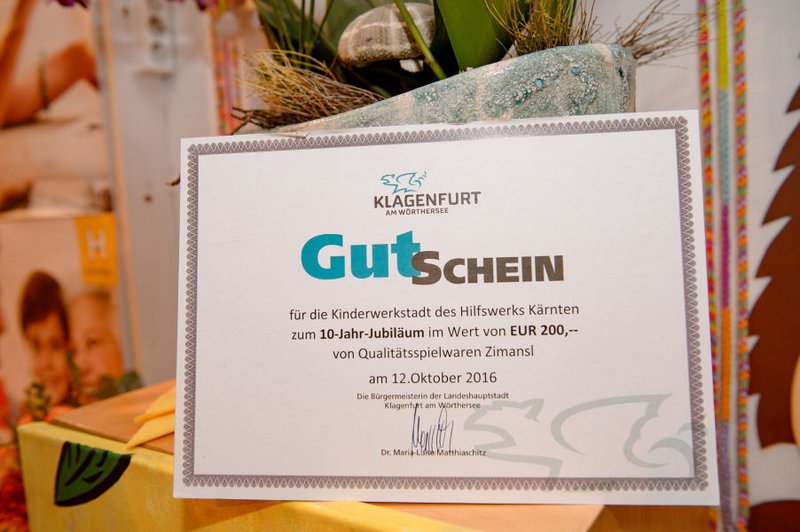 KLAGENFURT
AM WÖRTHERSEE
GutSCHEIN
für die Kinderwerkstadt des Hilfswerks Kärnten
zum 10-Jahr-Jubiläum im Wert von EUR 200,--
von Qualitätsspielwaren Zimansl
am 12.Oktober 2016
Die Bürgermeisterin der Landeshauptstadt
Klagenfurt am Wörthersee
Dr. Maria-Luise Matthiaschitz
H